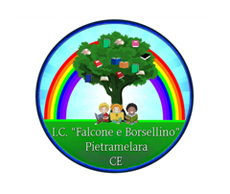 I.C. "Falcone e Borsellino"
Pietramelara
CE